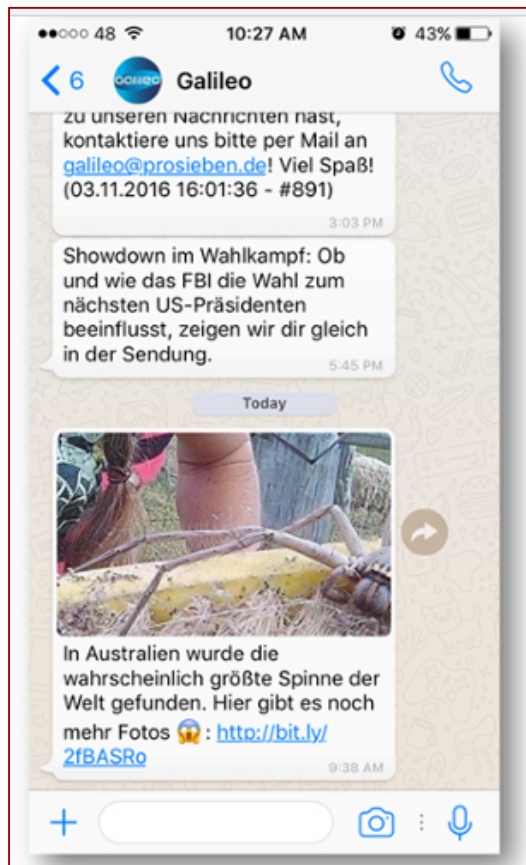 48 10:27 AM 43%
6 GALILEO Galileo
zu unseren Nachrichten hast,
kontaktiere uns bitte per Mail an
galileo@prosieben.de! Viel Spaß!
(03.11.2016 16:01:36 - #891)
3:03 PM
Showdown im Wahlkampf: Ob
und wie das FBI die Wahl zum
nächsten US-Präsidenten
beeinflusst, zeigen wir dir gleich
in der Sendung.
5:45 PM
Today
In Australien wurde die
wahrscheinlich größte Spinne der
Welt gefunden. Hier gibt es noch
mehr Fotos 😱 : http://bit.ly/
2fBASRo
9:38 AM